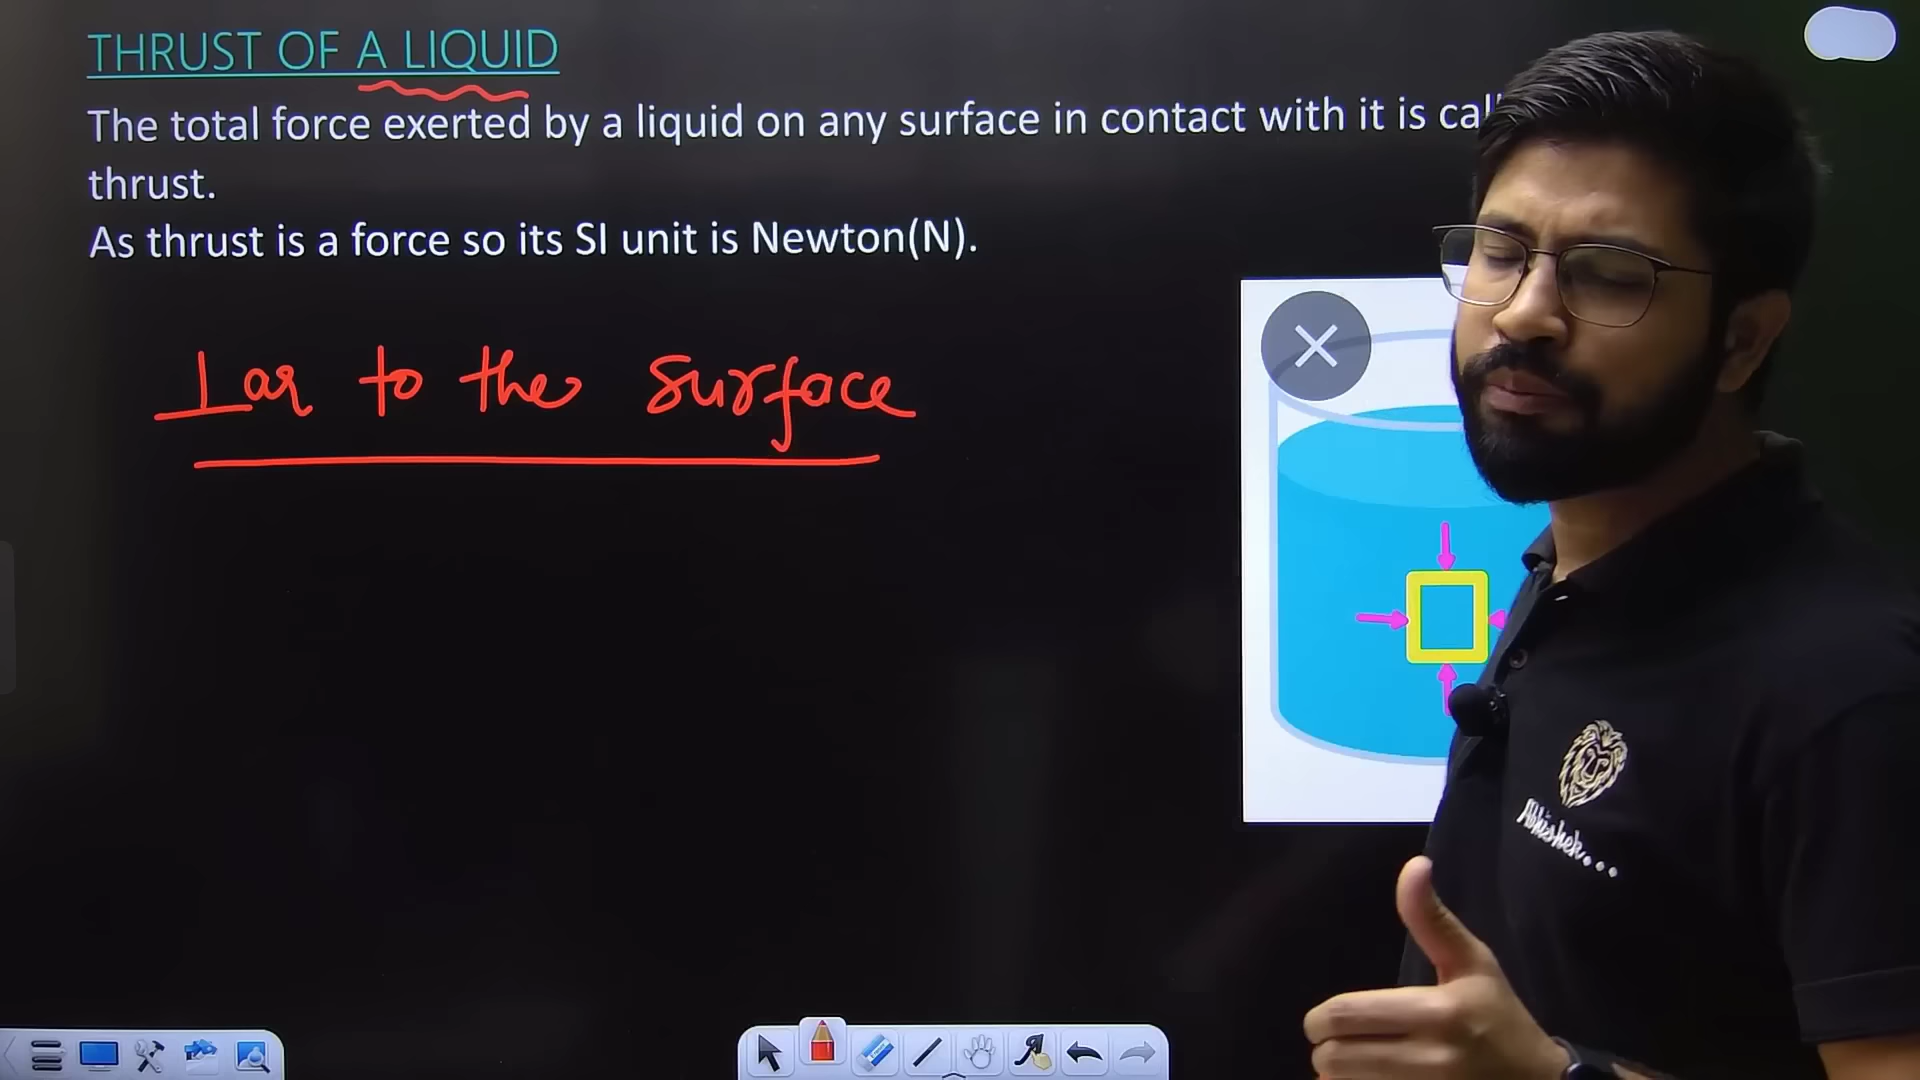 THRUST OF A LIQUID
The total force exerted by a liquid on any surface in contact with it is
thrust.
As thrust is a force so its SI unit is Newton(N).
⊥ar to the surface
Abhishek...